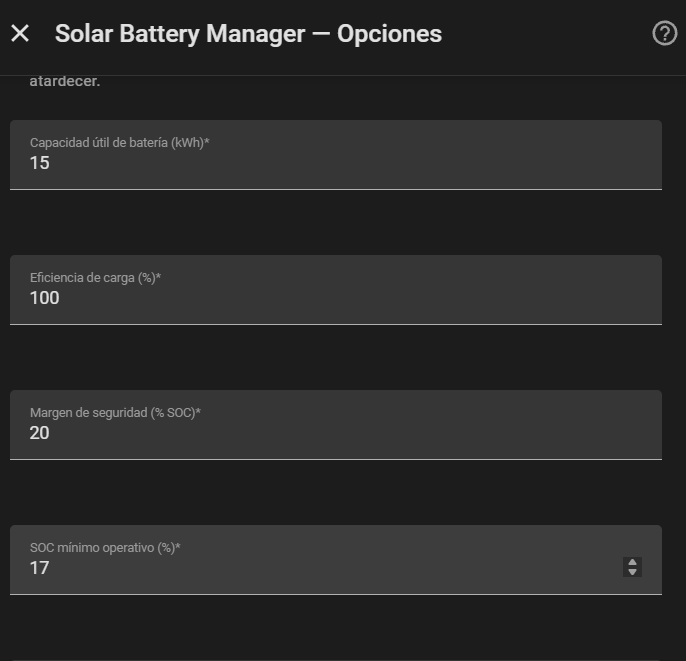 Solar Battery Manager — Opciones
atardecer.
Capacidad útil de batería (kWh)*
15
Eficiencia de carga (%)*
100
Margen de seguridad (% SOC)*
20
SOC mínimo operativo (%)*
17